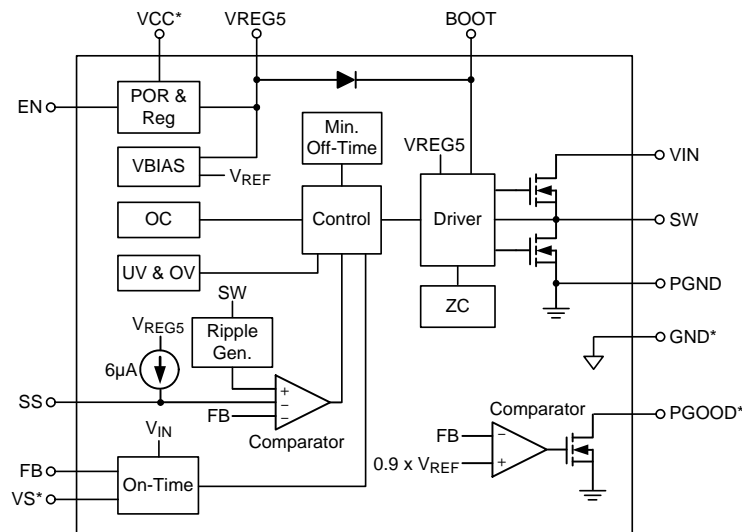 VCC*
VREG5
BOOT
EN
POR &
Reg
Min.
Off-Time
VREG5
VIN
VBIAS
VREF
OC
Control
Driver
SW
UV & OV
SW
ZC
PGND
VREG5
Ripple
Gen.
GND*
6µA
SS
+
−
FB
−
Comparator
Comparator
PGOOD*
VIN
FB
−
FB
On-Time
0.9 x VREF
+
VS*